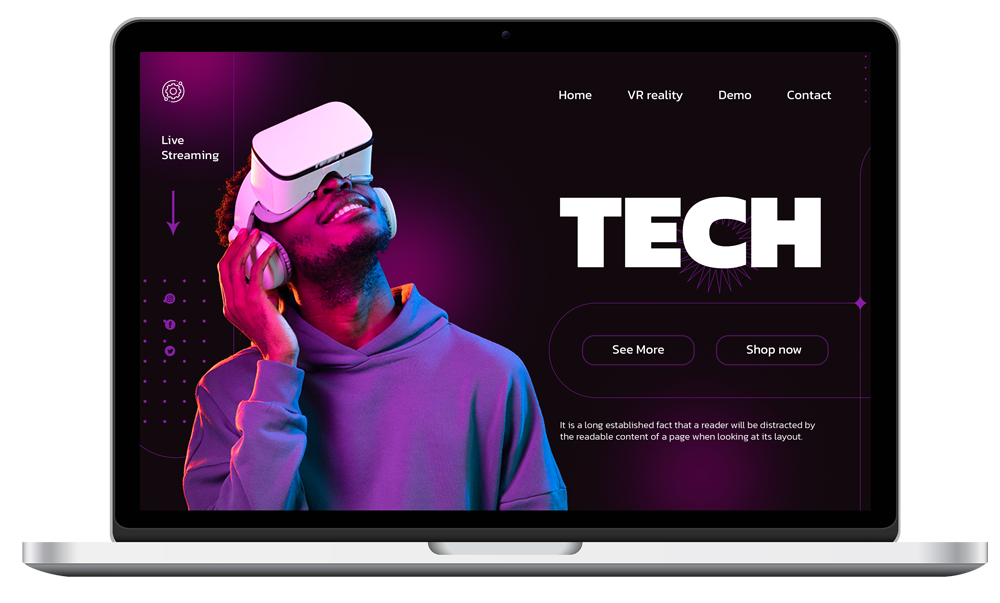 Home
VR reality
Demo
Contact
Live
Streaming
TECH
See More
Shop now
It is a long established fact that a reader will be distracted by
the readable content of a page when looking at its layout.